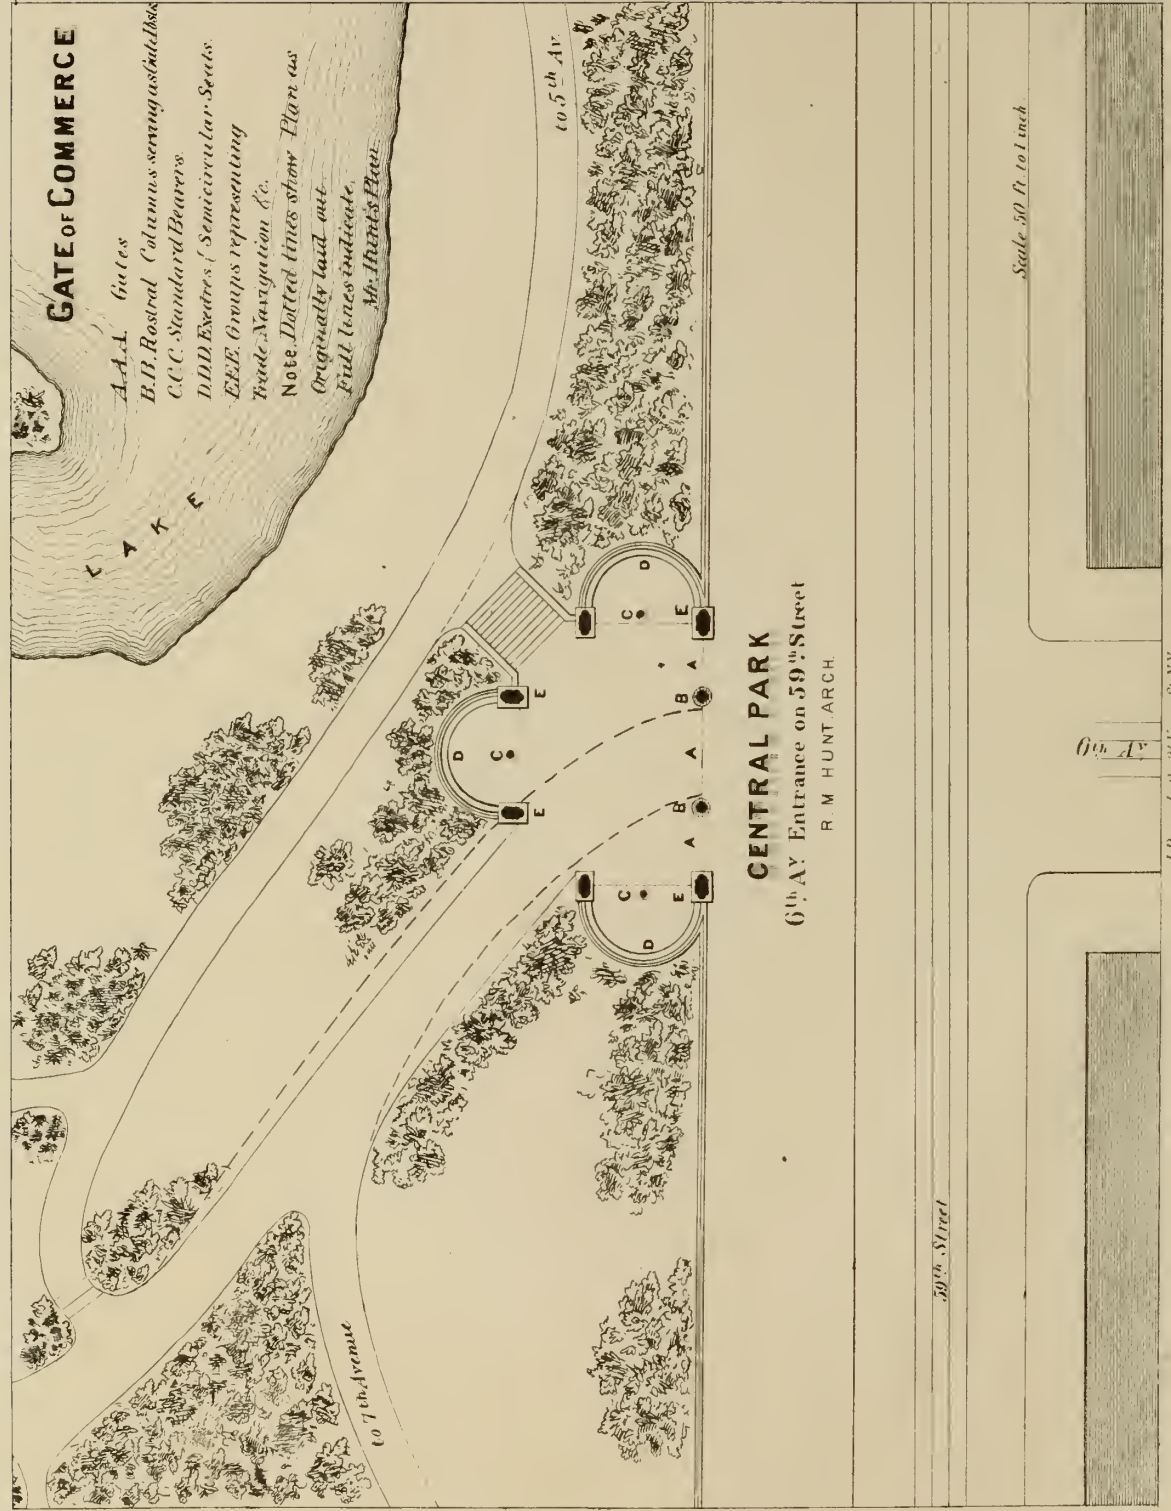 GATE OF COMMERCE
A.A.A. Gates
B.B. Rostral Columns serving as Gate
C.C.C. Standard Bearers.
D.D.D. Exedres, (Semicircular Seats.
E.E.E. Groups representing
Trade, Navigation &c.
Note. Dotted lines show Plan as
Originally laid out
Full lines indicate
Mr. Hunt's Plan
LAKE
to 5th Av.
to 7th Avenue
D
C
E
E
D
C
E
D
C
E
A
B
A
B
A
CENTRAL PARK
6th AV Entrance on 59th Street
R. M HUNT. ARCH.
59th Street
Scale 50 ft. to 1 inch
6th Av